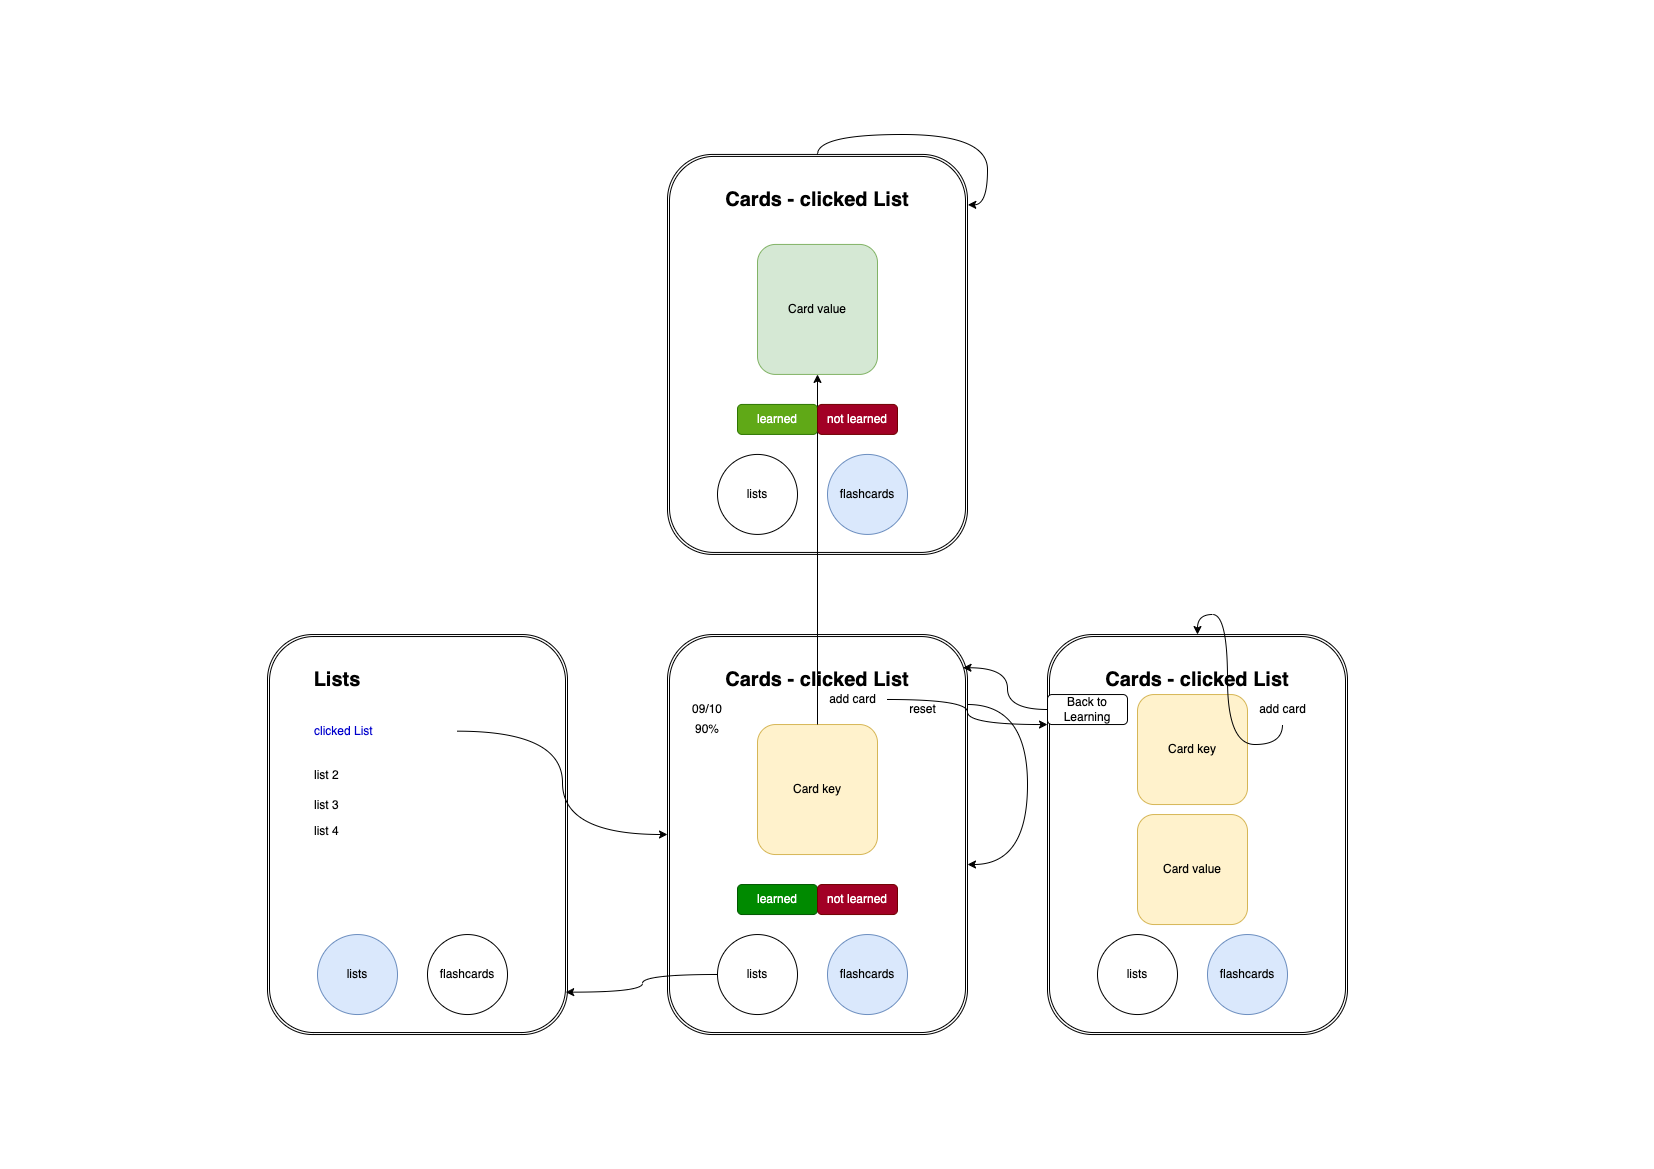 Cards - clicked List
Card value
learned
not learned
lists
flashcards
Lists
clicked List
list 2
list 3
list 4
lists
flashcards
Cards - clicked List
add card
09/10
reset
90%
Card key
learned
not learned
lists
flashcards
Cards - clicked List
Back to
Learning
add card
Card key
Card value
lists
flashcards